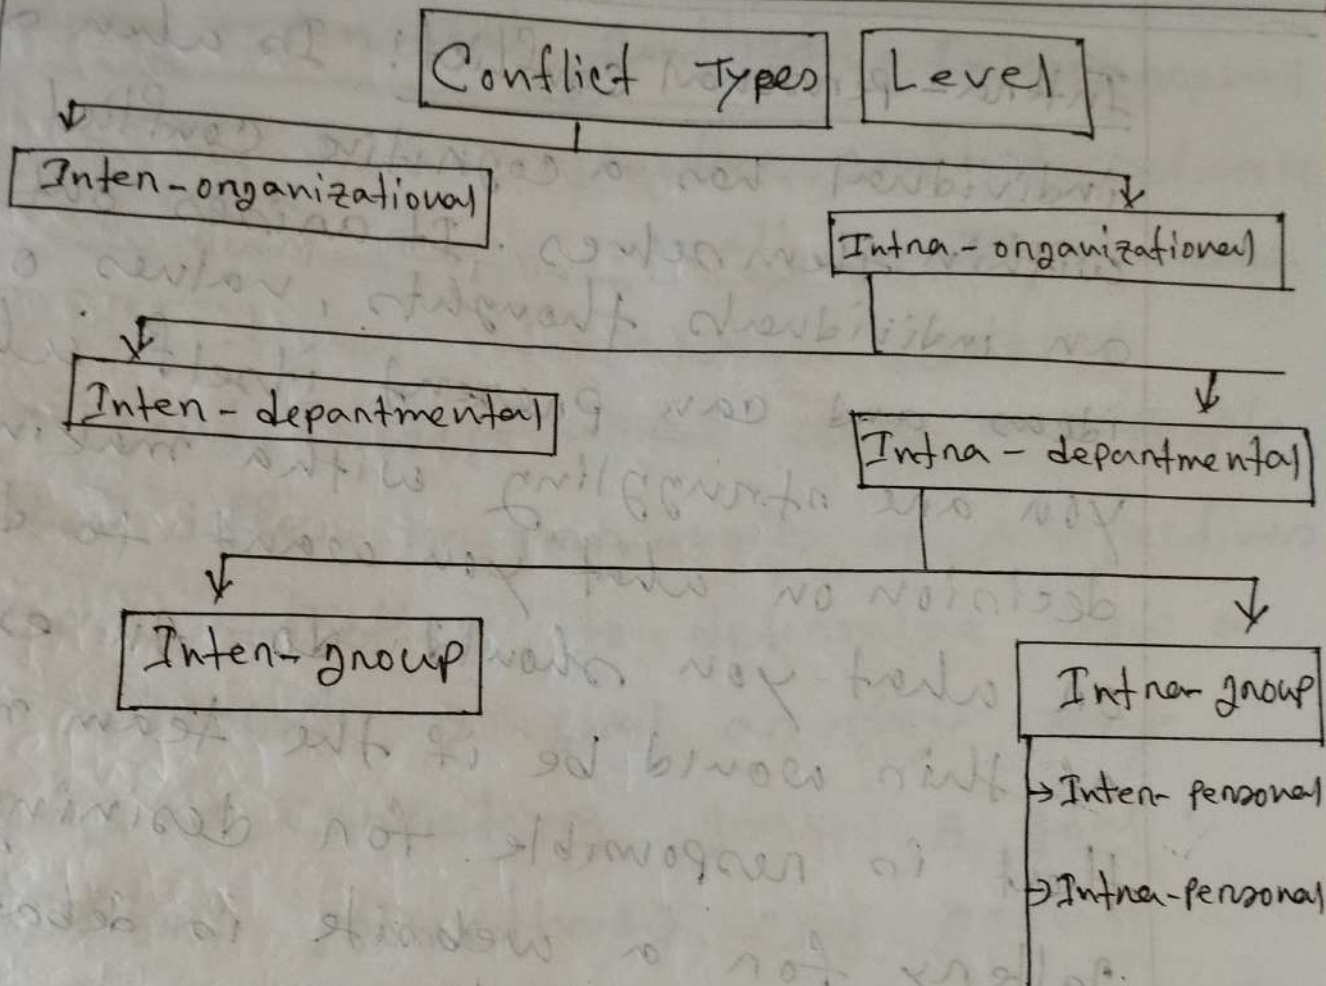 Conflict Types Level
Inter-organizational
Intra-organizational
Inter-departmental
Intra-departmental
Inter-group
Intra-group
Inter-personal
Intra-personal